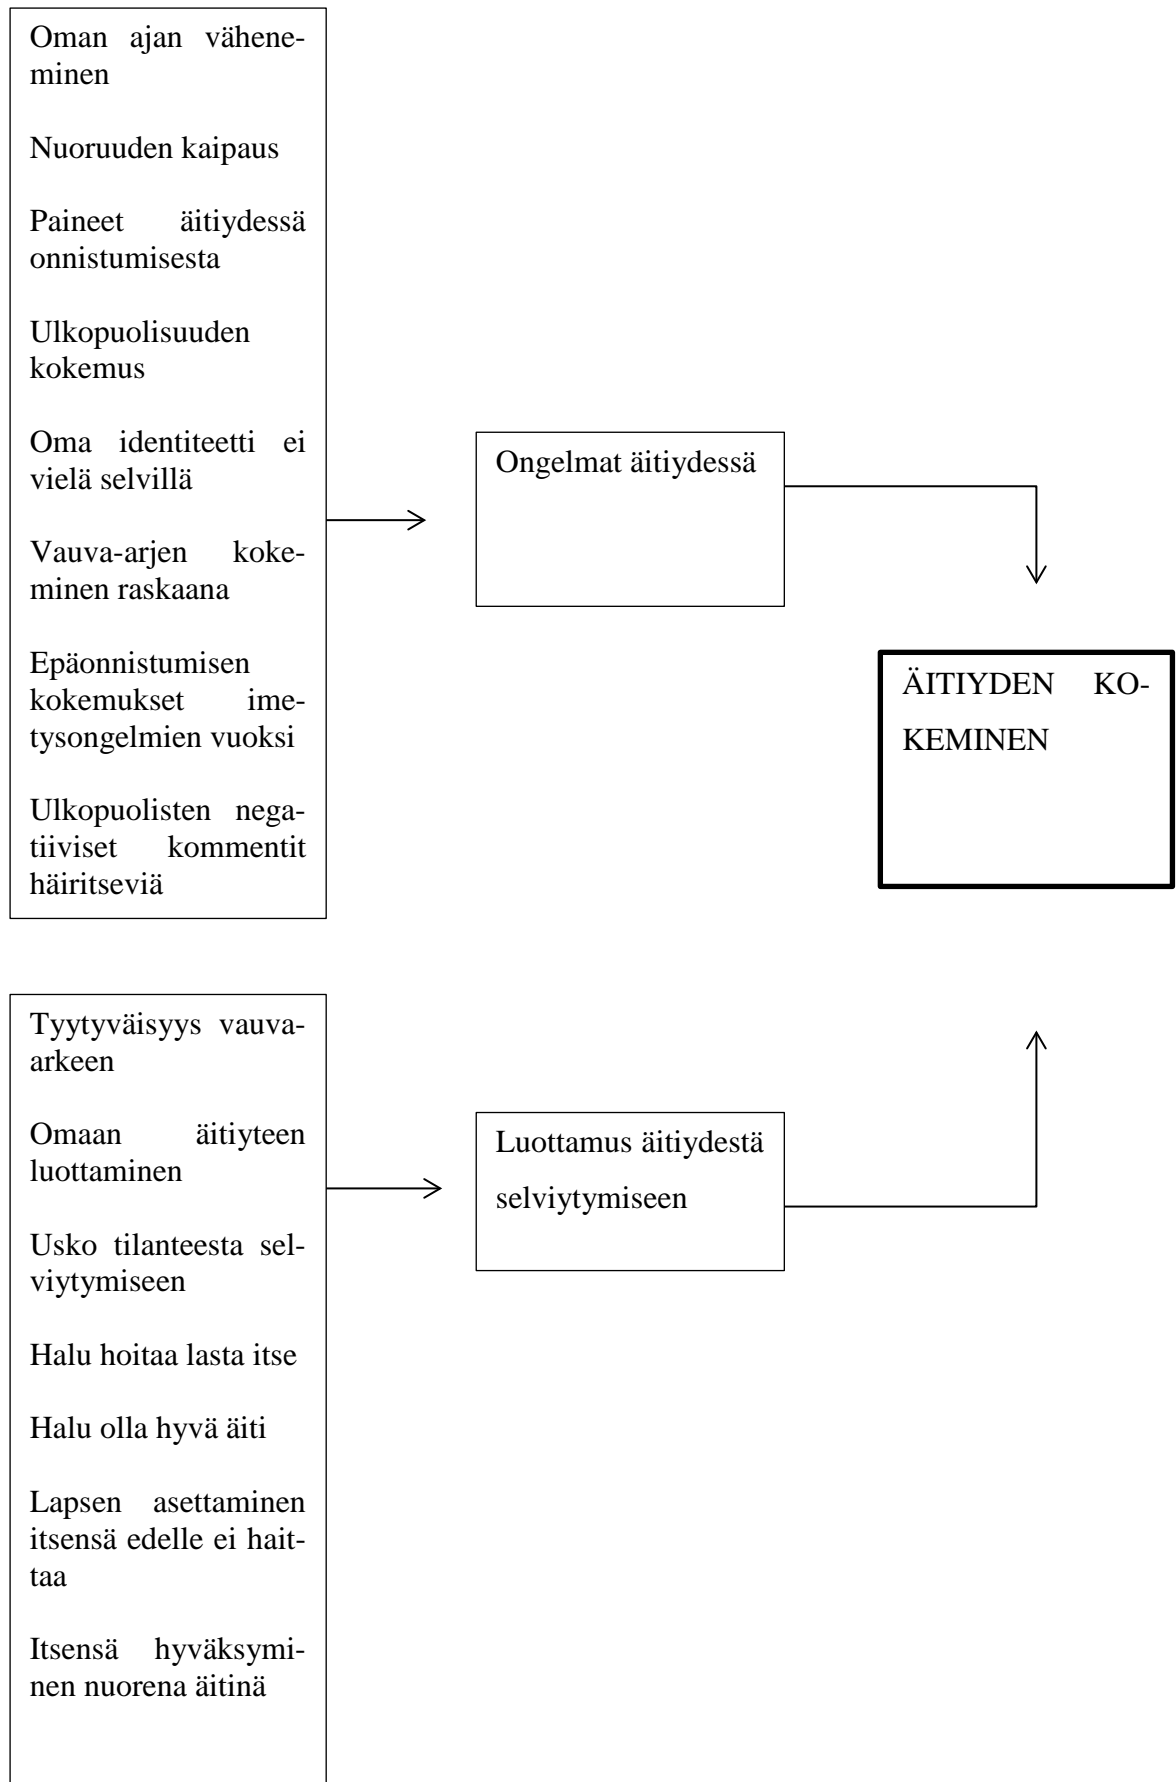 Oman ajan vähene-
minen
Nuoruuden kaipaus
Paineet äitiydessä
onnistumisesta
Ulkopuolisuuden
kokemus
Oma identiteetti ei
vielä selvillä
Vauva-arjen koke-
minen raskaana
Epäonnistumisen
kokemukset ime-
tysongelmien vuoksi
Ulkopuolisten nega-
tiiviset kommentit
häiritseviä
Ongelmat äitiydessä
ÄITIYDEN KO-
KEMINEN
Tyytyväisyys vauva-
arkeen
Omaan äitiyteen
luottaminen
Usko tilanteesta sel-
viytymiseen
Halu hoitaa lasta itse
Halu olla hyvä äiti
Lapsen asettaminen
itsensä edelle ei hait-
taa
Itsensä hyväksymi-
nen nuorena äitinä
Luottamus äitiydestä
selviytymiseen